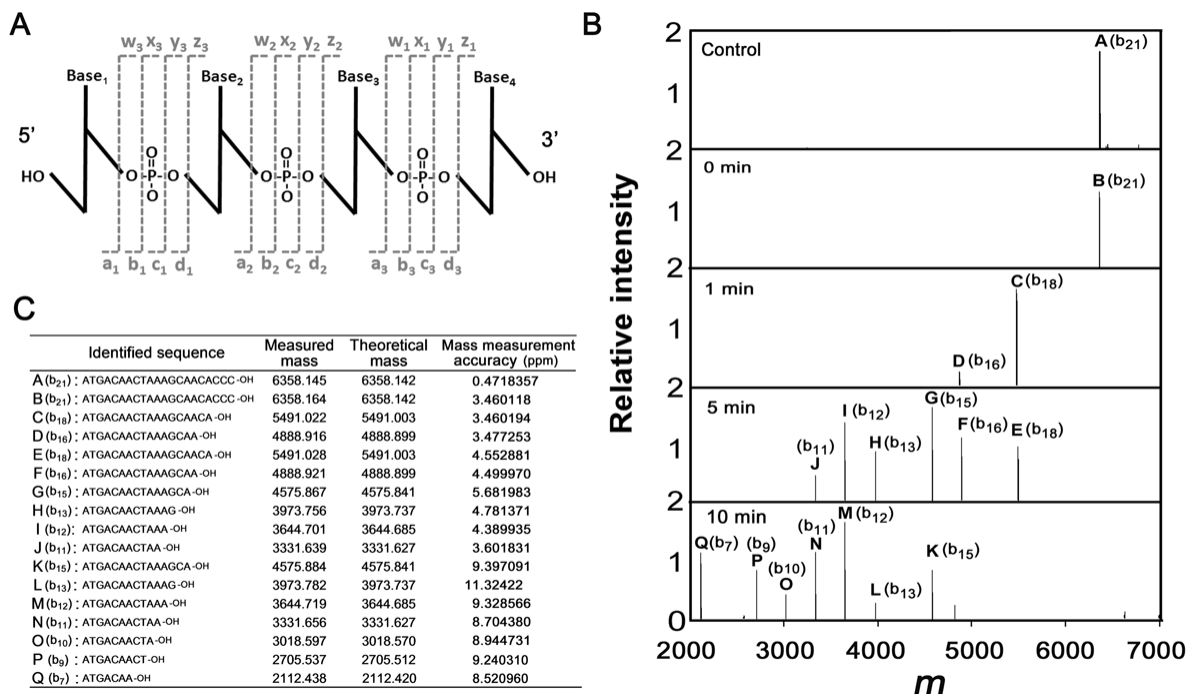 A
w3 x3 y3 z3 w2 x2 y2 z2 w1 x1 y1 z1
Base1 Base2 Base3 Base4
5' 3'
O O O
HO O P O O P O O P O OH
O O O
a1 b1 c1 d1 a2 b2 c2 d2 a3 b3 c3 d3
B
Relative intensity
2
Control
A(b21)
1
2
0 min
B(b21)
1
2
1 min
C(b18)
1
D(b16)
2
5 min
G(b15)
I(b12)
F(b16) E(b18)
H(b13)
(b11)
J
1
2
10 min
M(b12)
(b11)
N
Q(b7) (b9)
P
(b10)
O
K(b15)
L(b13)
1
0
2000 3000 4000 5000 6000 7000
m
C
Identified sequence Measured mass Theoretical mass Mass measurement accuracy (ppm)
A(b21): ATGACAACTAAAGCAACACCC-OH 6358.145 6358.142 0.4718357
B(b21): ATGACAACTAAAGCAACACCC-OH 6358.164 6358.142 3.460118
C(b18): ATGACAACTAAAGCAACA-OH 5491.022 5491.003 3.460194
D(b16): ATGACAACTAAAGCAA-OH 4888.916 4888.899 3.477253
E(b18): ATGACAACTAAAGCAACA-OH 5491.028 5491.003 4.552881
F(b16): ATGACAACTAAAGCAA-OH 4888.921 4888.899 4.499970
G(b15): ATGACAACTAAAGCA-OH 4575.867 4575.841 5.681983
H(b13): ATGACAACTAAAG-OH 3973.756 3973.737 4.781371
I(b12): ATGACAACTAAA-OH 3644.701 3644.685 4.389935
J(b11): ATGACAACTAA-OH 3331.639 3331.627 3.601831
K(b15): ATGACAACTAAAGCA-OH 4575.884 4575.841 9.397091
L(b13): ATGACAACTAAAG-OH 3973.782 3973.737 11.32422
M(b12): ATGACAACTAAA-OH 3644.719 3644.685 9.328566
N(b11): ATGACAACTAA-OH 3331.656 3331.627 8.704380
O(b10): ATGACAACTA-OH 3018.597 3018.570 8.944731
P (b9): ATGACAACT-OH 2705.537 2705.512 9.240310
Q (b7): ATGACAA-OH 2112.438 2112.420 8.520960